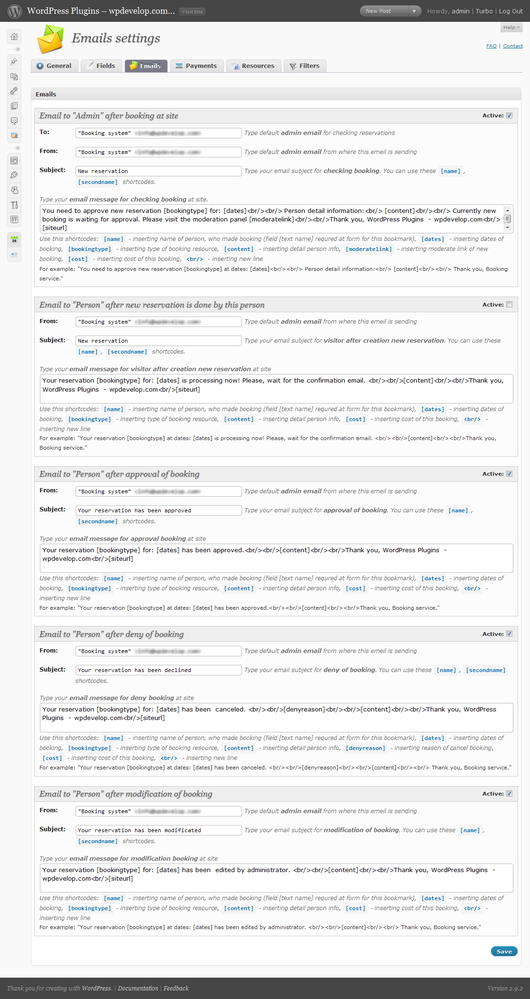 WordPress Plugins – wpdevelop.com...
New Post
Howdy, admin | Turbo | Log Out
Help
Emails settings
FAQ | Contact
General
Fields
Emails
Payments
Resources
Filters
Emails
Email to "Admin" after booking at site
Active:
To:
"Booking system"
Type default admin email for checking reservations
From:
"Booking system"
Type default admin email from where this emeil is sending
Subject:
New reservation
Type your email subject for checking booking. You can use these [name] ,
[secondname] shortcodes.
Type your email message for checking booking at site.
You need to approve new reservation [bookingtype] for: [dates]<br/><br/> Person detail information:<br/> [content]<br/><br/> Currently new
booking is waiting for approval. Please visit the moderation panel [moderatelink]<br/><br/>Thank you, WordPress Plugins - wpdevelop.com<br/>
[siteurl]
Use this shortcodes: [name] - inserting name of person, who made booking (field [text name] requred at form for this bookmark), [dates] - inserting dates of
booking, [bookingtype] - inserting type of booking resource, [content] - inserting detail person info, [moderatelink] - inserting moderate link of new
booking, [cost] - inserting cost of this booking, <br/> - inserting new line
For example: "You need to approve new reservation [bookingtype] at dates: [dates]<br/><br/> Person detail information:<br/> [content]<br/><br/> Thank you, Booking
service."
Email to "Person" after new reservation is done by this person
Active:
From:
"Booking system"
Type default admin email from where this emeil is sending
Subject:
New reservation
Type your email subject for visitor after creation new reservation. You can use these
[name] , [secondname] shortcodes.
Type your email message for visitor after creation new reservation at site
Your reservation [bookingtype] for: [dates] is processing now! Please, wait for the confirmation email. <br/><br/>[content]<br/><br/>Thank you,
WordPress Plugins - wpdevelop.com<br/>[siteurl]
Use this shortcodes: [name] - inserting name of person, who made booking (field [text name] requred at form for this bookmark), [dates] - inserting dates of
booking, [bookingtype] - inserting type of booking resource, [content] - inserting detail person info, [cost] - inserting cost of this booking, <br/> -
inserting new line
For example: "Your reservation [bookingtype] at dates: [dates] is processing now! Please, wait for the confirmation email. <br/><br/>[content]<br/><br/>Thank you,
Booking service."
Email to "Person" after approval of booking
Active:
From:
"Booking system"
Type default admin email from where this emeil is sending
Subject:
Your reservation has been approved
Type your email subject for approval of booking. You can use these [name] ,
[secondname] shortcodes.
Type your email message for approval booking at site
Your reservation [bookingtype] for: [dates] has been approved.<br/><br/>[content]<br/><br/>Thank you, WordPress Plugins -
wpdevelop.com<br/>[siteurl]
Use this shortcodes: [name] - inserting name of person, who made booking (field [text name] requred at form for this bookmark), [dates] - inserting dates of
booking, [bookingtype] - inserting type of booking resource, [content] - inserting detail person info, [cost] - inserting cost of this booking, <br/> -
inserting new line
For example: "Your reservation [bookingtype] at dates: [dates] has been approved.<br/><br/>[content]<br/><br/>Thank you, Booking service."
Email to "Person" after deny of booking
Active:
From:
"Booking system"
Type default admin email from where this emeil is sending
Subject:
Your reservation has been declined
Type your email subject for deny of booking. You can use these [name] , [secondname]
shortcodes.
Type your email message for deny booking at site
Your reservation [bookingtype] for: [dates] has been canceled. <br/><br/>[denyreason]<br/><br/>[content]<br/><br/>Thank you, WordPress
Plugins - wpdevelop.com<br/>[siteurl]
Use this shortcodes: [name] - inserting name of person, who made booking (field [text name] requred at form for this bookmark), [dates] - inserting dates of
booking, [bookingtype] - inserting type of booking resource, [content] - inserting detail person info, [denyreason] - inserting reason of cancel booking,
[cost] - inserting cost of this booking, <br/> - inserting new line
For example: "Your reservation [bookingtype] at dates: [dates] has been canceled. <br/><br/>[denyreason]<br/><br/>[content]<br/><br/> Thank you, Booking service."
Email to "Person" after modification of booking
Active:
From:
"Booking system"
Type default admin email from where this emeil is sending
Subject:
Your reservation has been modificated
Type your email subject for modification of booking. You can use these [name] ,
[secondname] shortcodes.
Type your email message for modification booking at site
Your reservation [bookingtype] for: [dates] has been edited by administrator. <br/><br/>[content]<br/><br/>Thank you, WordPress Plugins -
wpdevelop.com<br/>[siteurl]
Use this shortcodes: [name] - inserting name of person, who made booking (field [text name] requred at form for this bookmark), [dates] - inserting dates of
booking, [bookingtype] - inserting type of booking resource, [content] - inserting detail person info, [cost] - inserting cost of this booking, <br/> -
inserting new line
For example: "Your reservation [bookingtype] at dates: [dates] has been edited by administrator. <br/><br/>[content]<br/><br/> Thank you, Booking service."
Save
Thank you for creating with WordPress. | Documentation | Feedback
Version 2.9.2